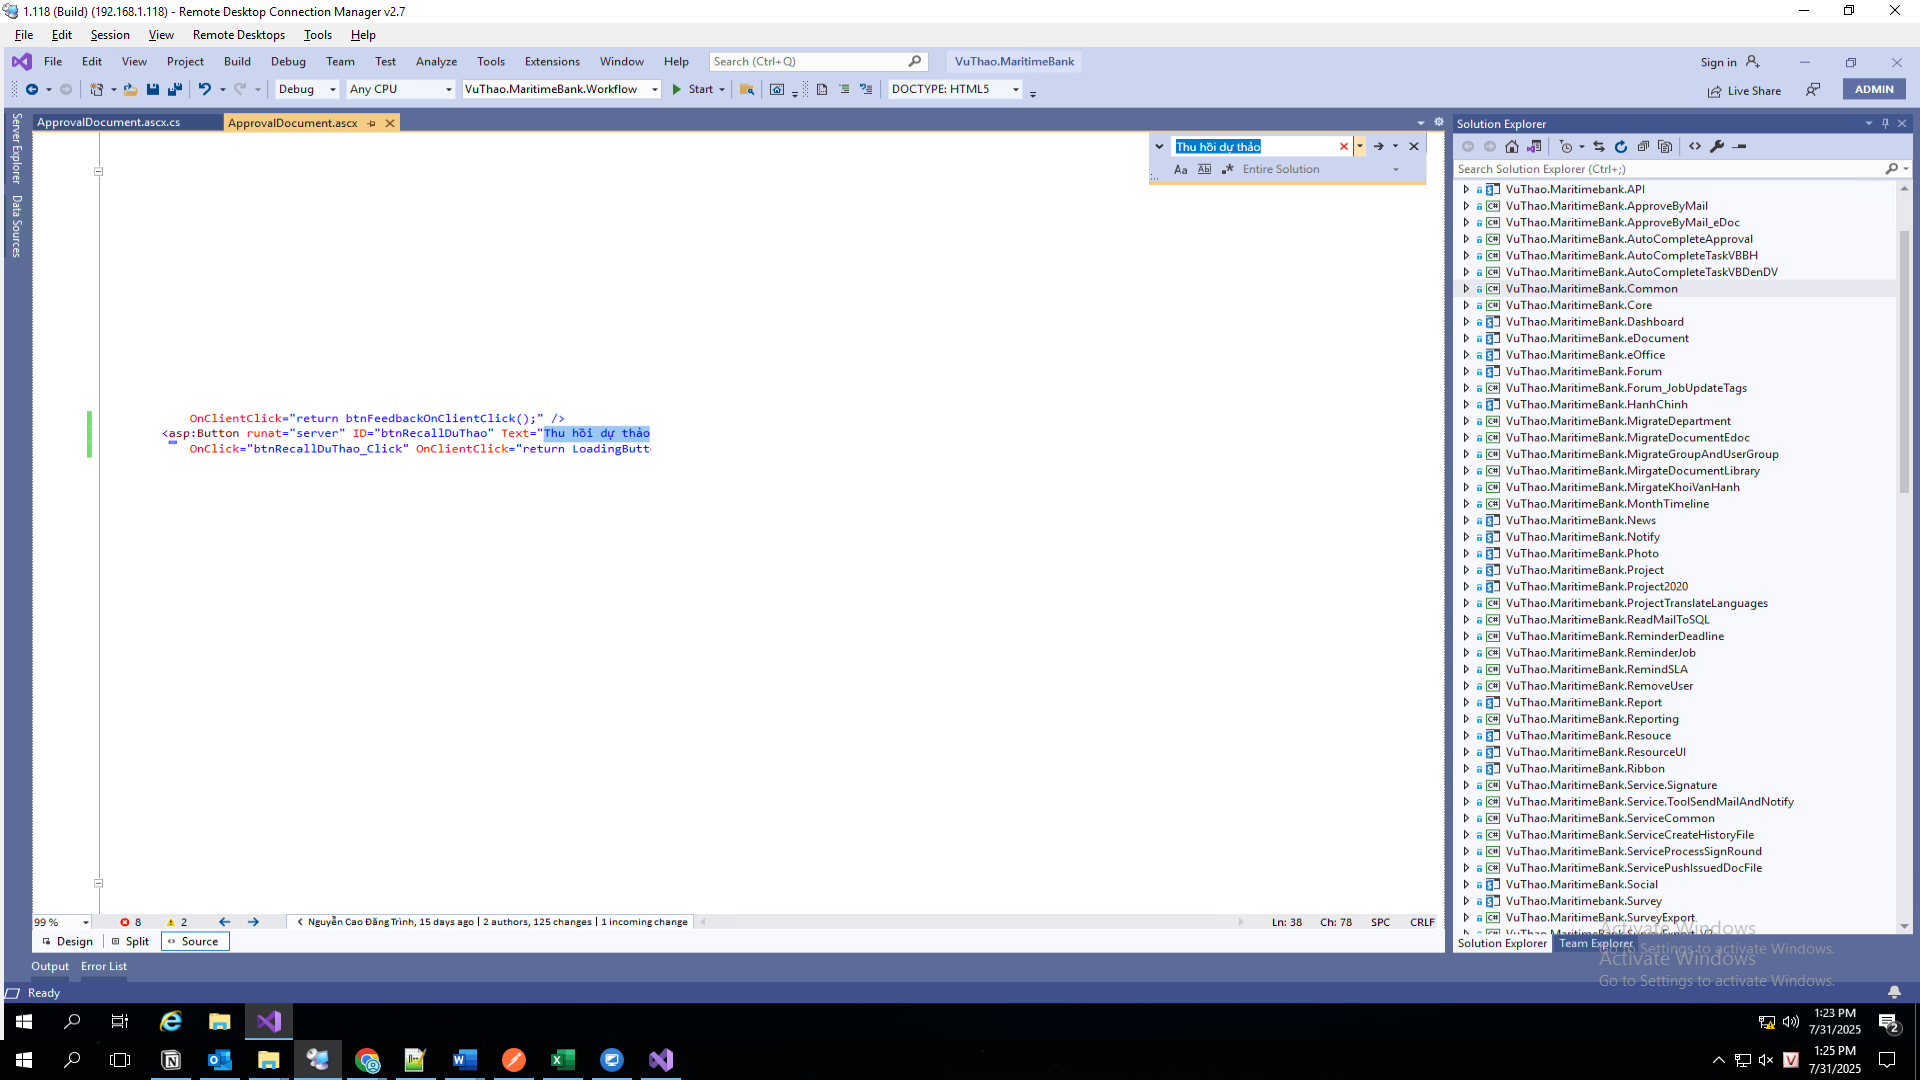 1.118 (Build) (192.168.1.118) - Remote Desktop Connection Manager v2.7
File Edit Session View Remote Desktops Tools Help
File Edit View Project Build Debug Team Test Analyze Tools Extensions Window Help Search (Ctrl+Q) VuThao.MaritimeBank Sign in
Debug Any CPU VuThao.MaritimeBank.Workflow Start DOCTYPE: HTML5 Live Share ADMIN
Server Explorer
Data Sources
ApprovalDocument.ascx.cs ApprovalDocument.ascx
Thu hồi dự thảo
Aa Ab Entire Solution
OnClientClick="return btnFeedbackOnClientClick();" />
<asp:Button runat="server" ID="btnRecallDuThao" Text="Thu hồi dự thảo
OnClick="btnRecallDuThao_Click" OnClientClick="return LoadingButt
99 % 8 2 Nguyễn Cao Đăng Trình, 15 days ago | 2 authors, 125 changes | 1 incoming change Ln: 38 Ch: 78 SPC CRLF
Design Split Source
Output Error List
Ready
Solution Explorer
Search Solution Explorer (Ctrl+;)
VuThao.Maritimebank.API
VuThao.MaritimeBank.ApproveByMail
VuThao.MaritimeBank.ApproveByMail_eDoc
VuThao.MaritimeBank.AutoCompleteApproval
VuThao.MaritimeBank.AutoCompleteTaskVBBH
VuThao.MaritimeBank.AutoCompleteTaskVBDenDV
VuThao.MaritimeBank.Common
VuThao.MaritimeBank.Core
VuThao.MaritimeBank.Dashboard
VuThao.MaritimeBank.eDocument
VuThao.MaritimeBank.eOffice
VuThao.MaritimeBank.Forum
VuThao.MaritimeBank.Forum_JobUpdateTags
VuThao.MaritimeBank.HanhChinh
VuThao.MaritimeBank.MigrateDepartment
VuThao.MaritimeBank.MigrateDocumentEdoc
VuThao.MaritimeBank.MigrateGroupAndUserGroup
VuThao.MaritimeBank.MirgateDocumentLibrary
VuThao.MaritimeBank.MirgateKhoiVanHanh
VuThao.MaritimeBank.MonthTimeline
VuThao.MaritimeBank.News
VuThao.MaritimeBank.Notify
VuThao.MaritimeBank.Photo
VuThao.MaritimeBank.Project
VuThao.MaritimeBank.Project2020
VuThao.Maritimebank.ProjectTranslateLanguages
VuThao.MaritimeBank.ReadMailToSQL
VuThao.MaritimeBank.ReminderDeadline
VuThao.MaritimeBank.ReminderJob
VuThao.MaritimeBank.RemindSLA
VuThao.MaritimeBank.RemoveUser
VuThao.MaritimeBank.Report
VuThao.MaritimeBank.Reporting
VuThao.MaritimeBank.Resouce
VuThao.MaritimeBank.ResourceUI
VuThao.MaritimeBank.Ribbon
VuThao.MaritimeBank.Service.Signature
VuThao.MaritimeBank.Service.ToolSendMailAndNotify
VuThao.MaritimeBank.ServiceCommon
VuThao.MaritimeBank.ServiceCreateHistoryFile
VuThao.MaritimeBank.ServiceProcessSignRound
VuThao.MaritimeBank.ServicePushIssuedDocFile
VuThao.MaritimeBank.Social
VuThao.MaritimeBank.Survey
VuThao.MaritimeBank.SurveyExport
Solution Explorer Team Explorer
Activate Windows
Go to Settings to activate Windows.
Activate Windows
Go to Settings to activate Windows.
1:23 PM
7/31/2025
2
1:25 PM
7/31/2025